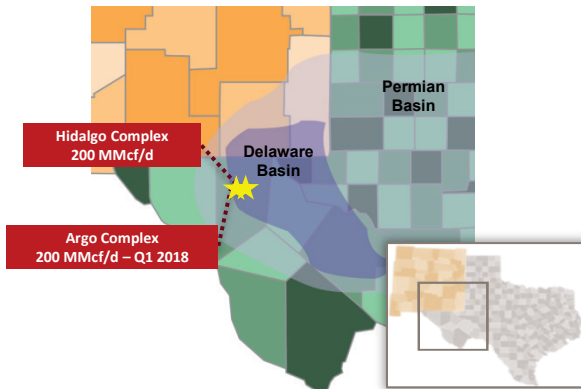 Permian
Basin
Hidalgo Complex
200 MMcf/d
Delaware
Basin
Argo Complex
200 MMcf/d – Q1 2018